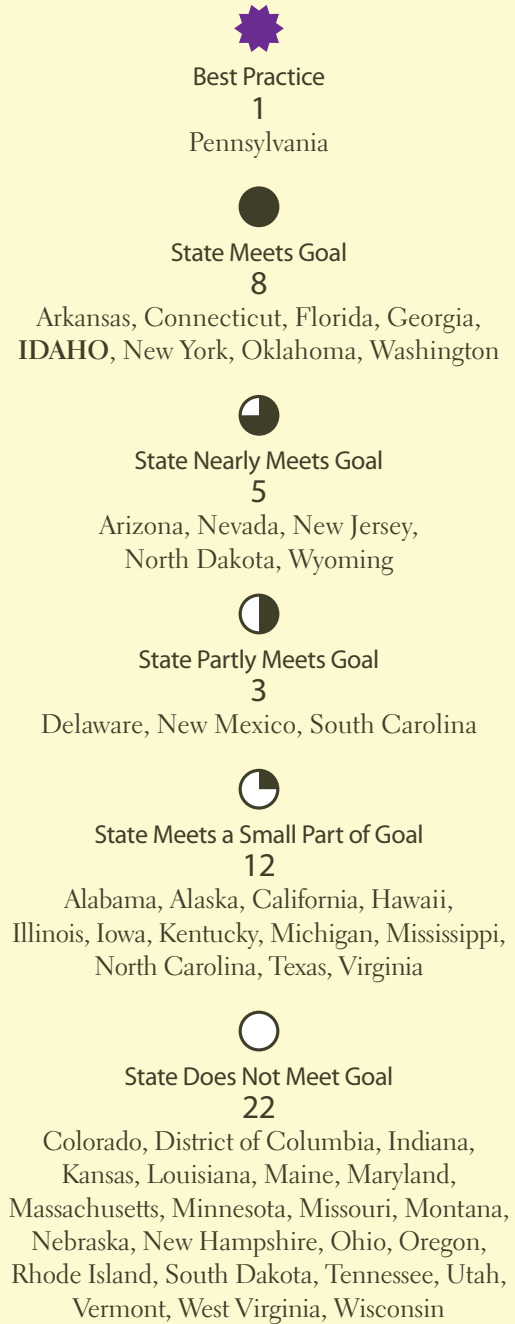 Best Practice
1
Pennsylvania
State Meets Goal
8
Arkansas, Connecticut, Florida, Georgia,
IDAHO, New York, Oklahoma, Washington
State Nearly Meets Goal
5
Arizona, Nevada, New Jersey,
North Dakota, Wyoming
State Partly Meets Goal
3
Delaware, New Mexico, South Carolina
State Meets a Small Part of Goal
12
Alabama, Alaska, California, Hawaii,
Illinois, Iowa, Kentucky, Michigan, Mississippi,
North Carolina, Texas, Virginia
State Does Not Meet Goal
22
Colorado, District of Columbia, Indiana,
Kansas, Louisiana, Maine, Maryland,
Massachusetts, Minnesota, Missouri, Montana,
Nebraska, New Hampshire, Ohio, Oregon,
Rhode Island, South Dakota, Tennessee, Utah,
Vermont, West Virginia, Wisconsin